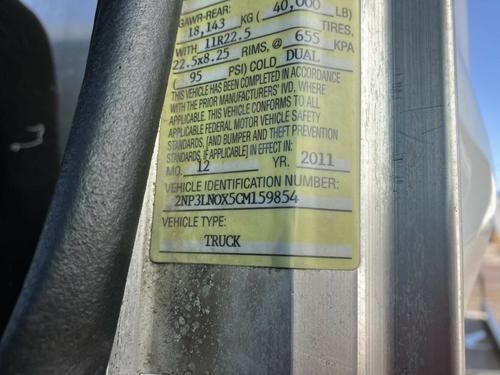 GAWR-REAR: 40,000
18,143 KG ( LB)
WITH 11R22.5 TIRES,
22.5x8.25 RIMS, @ 655 KPA
( 95 PSI) COLD DUAL
THIS VEHICLE HAS BEEN COMPLETED IN ACCORDANCE
WITH THE PRIOR MANUFACTURERS' IVD, WHERE
APPLICABLE. THIS VEHICLE CONFORMS TO ALL
APPLICABLE FEDERAL MOTOR VEHICLE SAFETY
STANDARDS, [AND BUMPER AND THEFT PREVENTION
STANDARDS, IF APPLICABLE] IN EFFECT IN:
MO. 12 YR. 2011
VEHICLE IDENTIFICATION NUMBER:
2NP3LN0X5CM159854
VEHICLE TYPE:
TRUCK